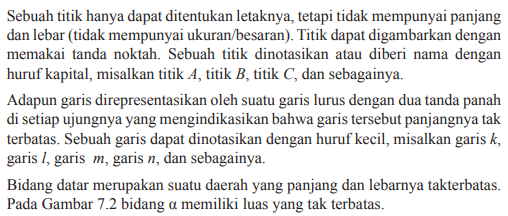 Sebuah titik hanya dapat ditentukan letaknya, tetapi tidak mempunyai panjang
dan lebar (tidak mempunyai ukuran/besaran). Titik dapat digambarkan dengan
memakai tanda noktah. Sebuah titik dinotasikan atau diberi nama dengan
huruf kapital, misalkan titik A, titik B, titik C, dan sebagainya.
Adapun garis direpresentasikan oleh suatu garis lurus dengan dua tanda panah
di setiap ujungnya yang mengindikasikan bahwa garis tersebut panjangnya tak
terbatas. Sebuah garis dapat dinotasikan dengan huruf kecil, misalkan garis k,
garis l, garis m, garis n, dan sebagainya.
Bidang datar merupakan suatu daerah yang panjang dan lebarnya takterbatas.
Pada Gambar 7.2 bidang α memiliki luas yang tak terbatas.